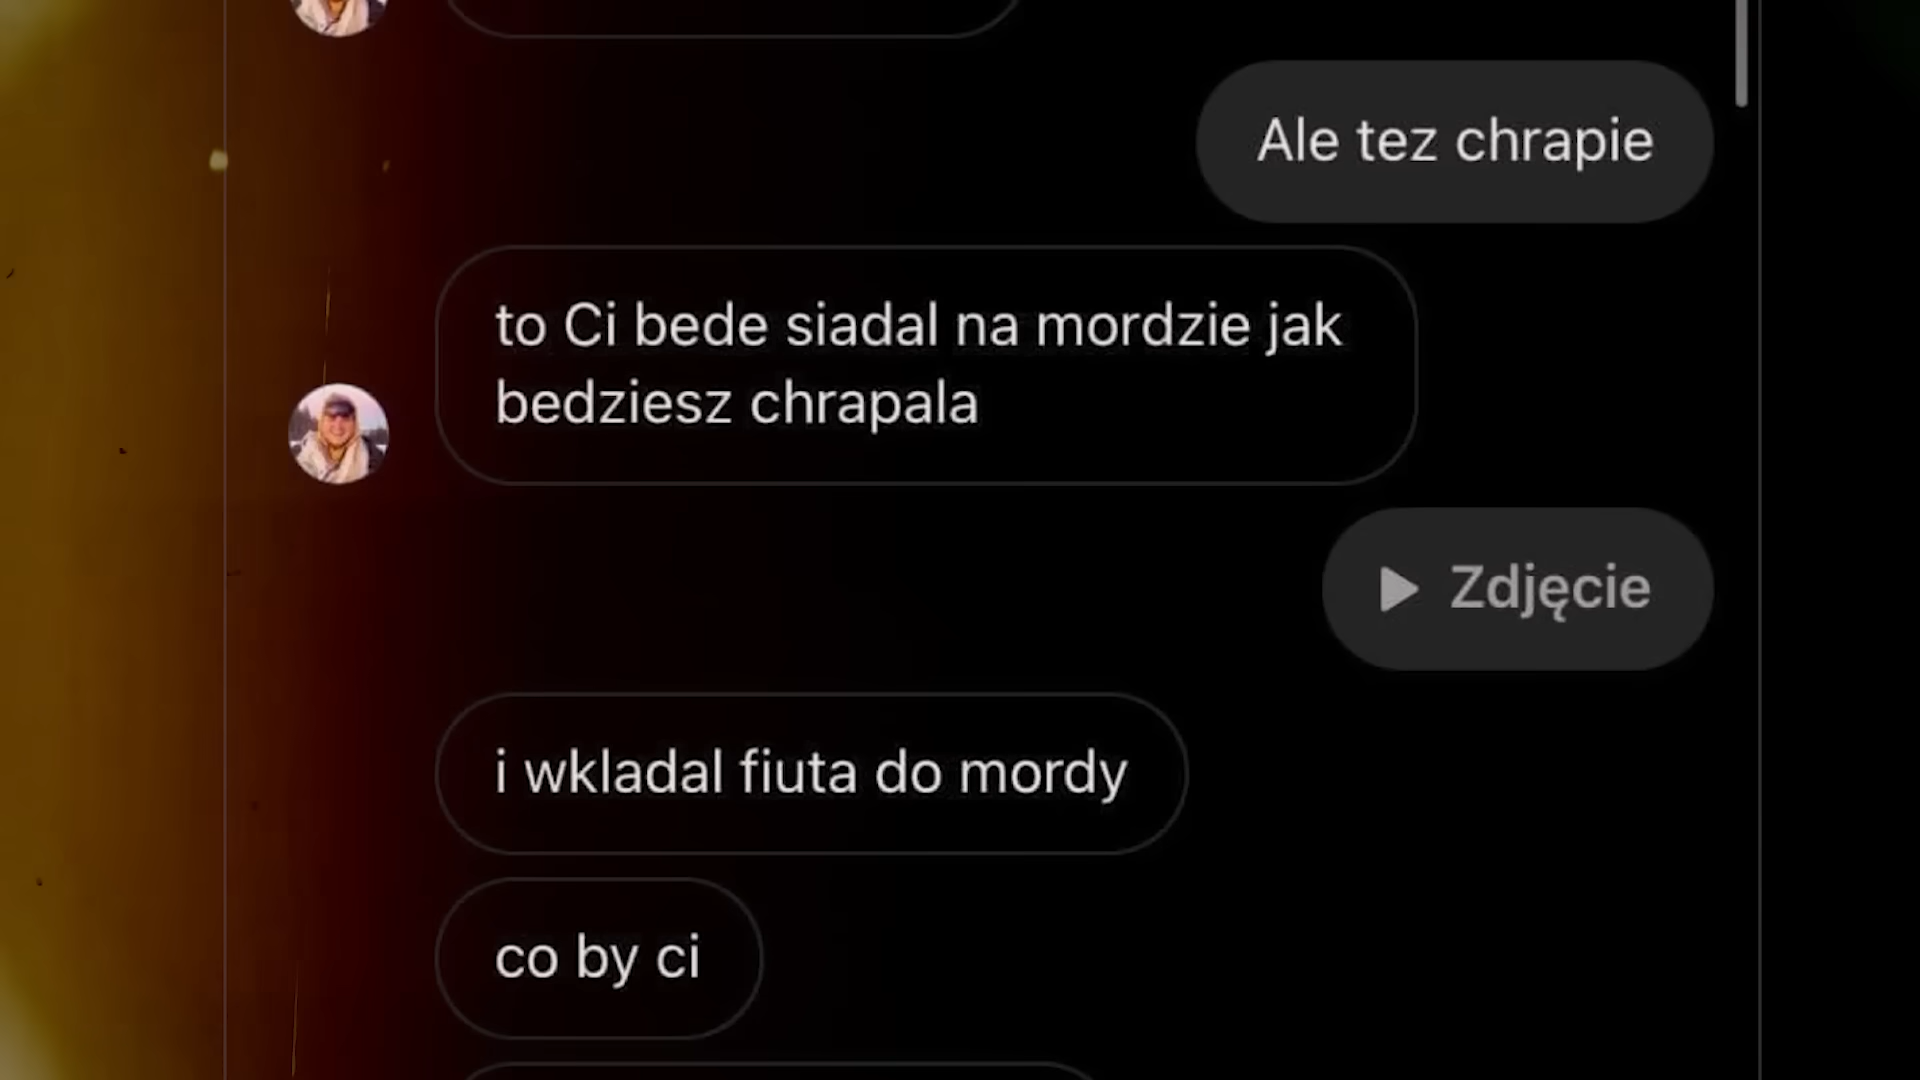 Ale tez chrapie
to Ci bede siadal na mordzie jak
bedziesz chrapala
Zdjęcie
i wkladal fiuta do mordy
co by ci